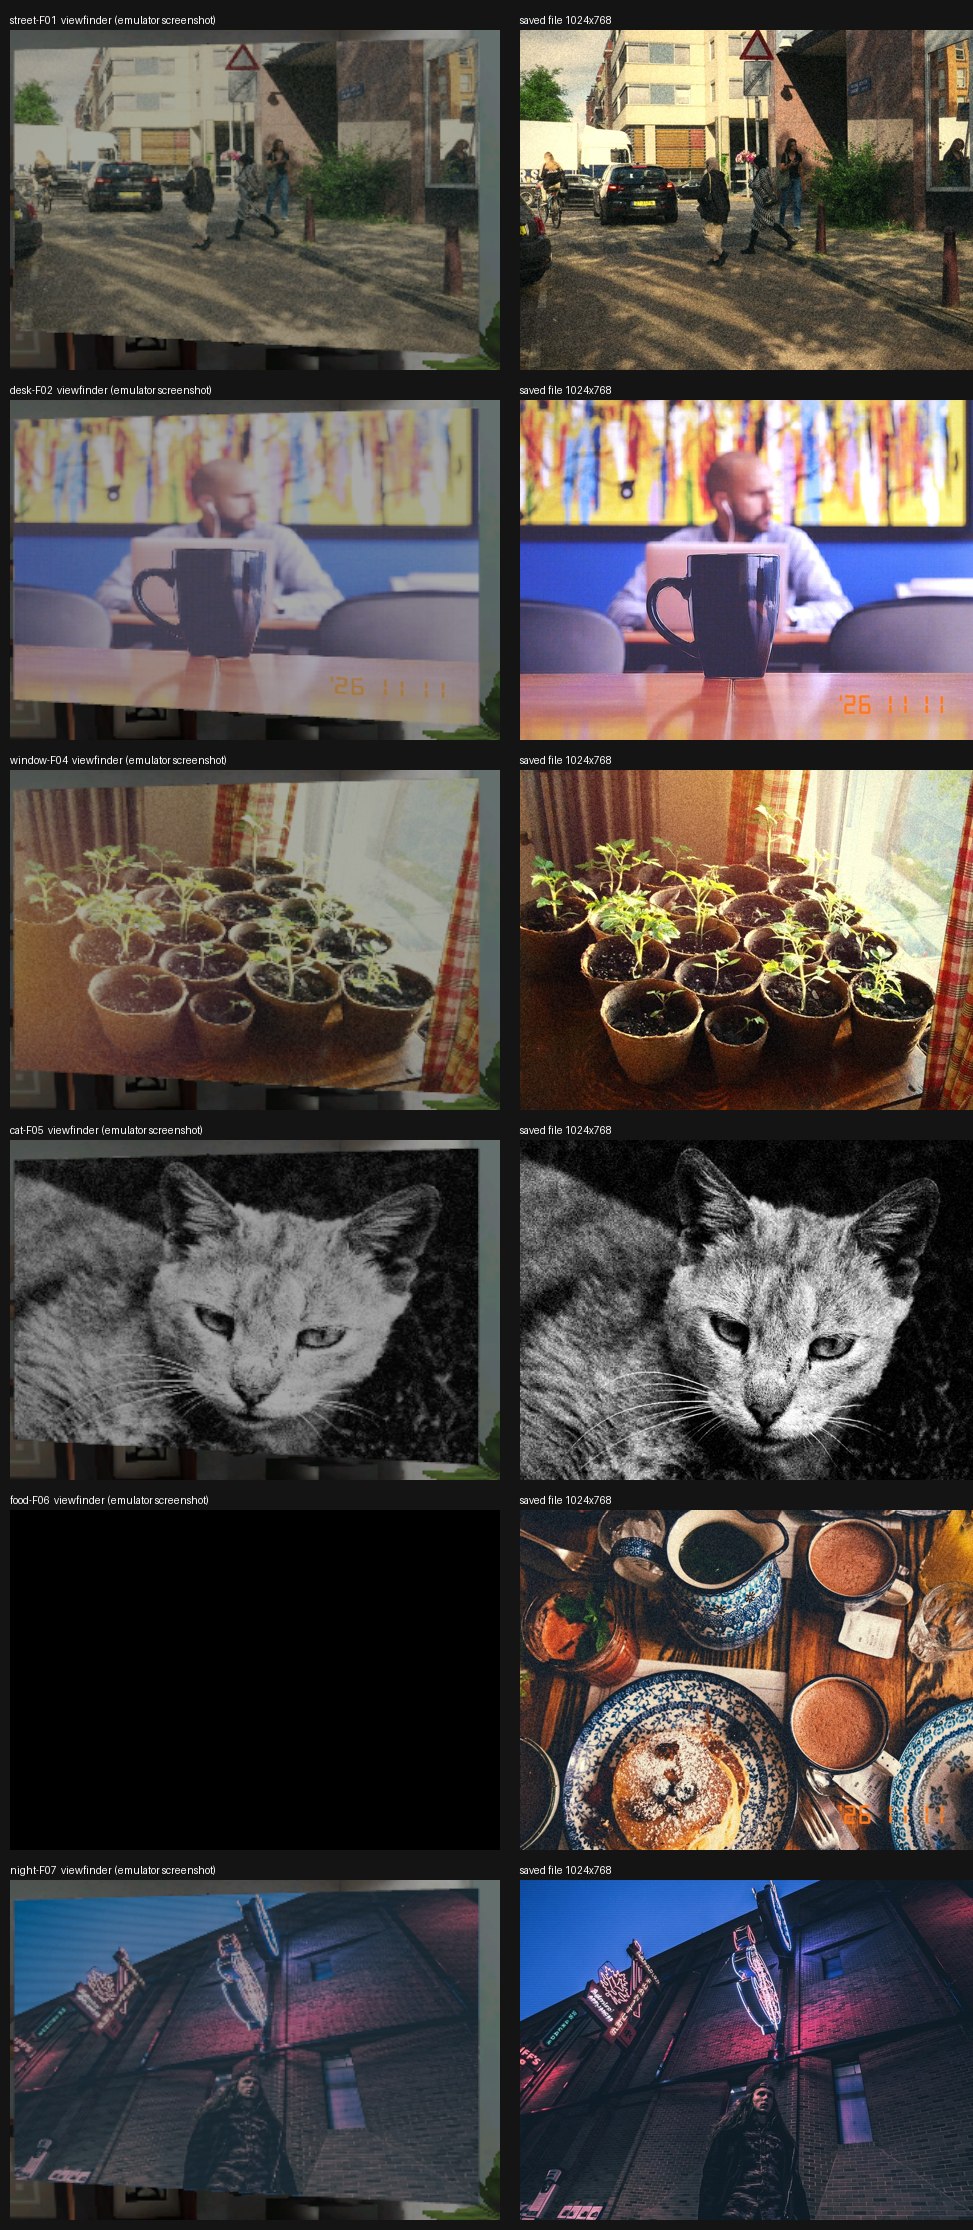 street-F01 viewfinder (emulator screenshot)
saved file 1024x768
desk-F02 viewfinder (emulator screenshot)
saved file 1024x768
'26 11 11
'26 11 11
window-F04 viewfinder (emulator screenshot)
saved file 1024x768
cat-F05 viewfinder (emulator screenshot)
saved file 1024x768
food-F06 viewfinder (emulator screenshot)
saved file 1024x768
'26 11 11
night-F07 viewfinder (emulator screenshot)
saved file 1024x768